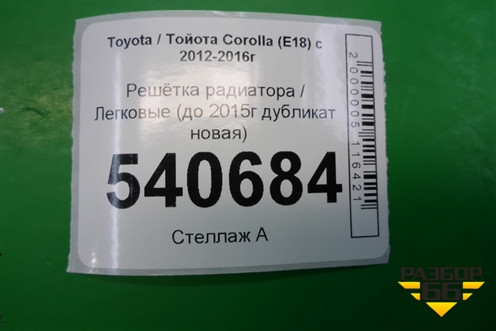 Toyota / Тойота Corolla (E18) с
2012-2016г
Решётка радиатора /
Легковые (до 2015г дубликат
новая)
540684
Стеллаж А
2000005116421
РАЗБОР
66